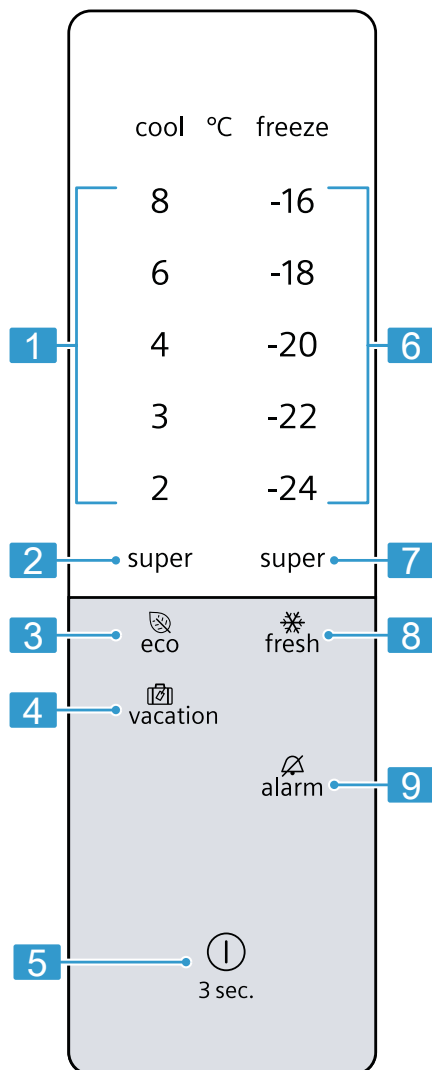 cool °C freeze
8 -16
6 -18
1 4 -20 6
3 -22
2 -24
2 super super 7
3 eco fresh 8
4 vacation
alarm 9
5
3 sec.